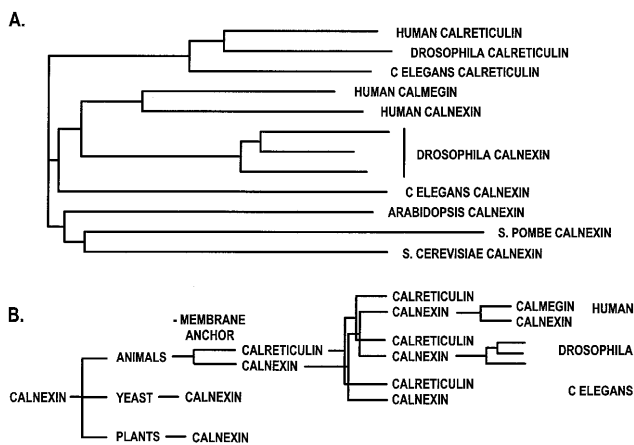 A.
HUMAN CALRETICULIN
DROSOPHILA CALRETICULIN
C ELEGANS CALRETICULIN
HUMAN CALMEGIN
HUMAN CALNEXIN
DROSOPHILA CALNEXIN
C ELEGANS CALNEXIN
ARABIDOPSIS CALNEXIN
S. POMBE CALNEXIN
S. CEREVISIAE CALNEXIN
B.
CALNEXIN
ANIMALS
YEAST
PLANTS
CALNEXIN
CALNEXIN
- MEMBRANE
ANCHOR
CALRETICULIN
CALNEXIN
CALRETICULIN
CALNEXIN
CALMEGIN
CALNEXIN
HUMAN
CALRETICULIN
CALNEXIN
DROSOPHILA
CALRETICULIN
CALNEXIN
C ELEGANS